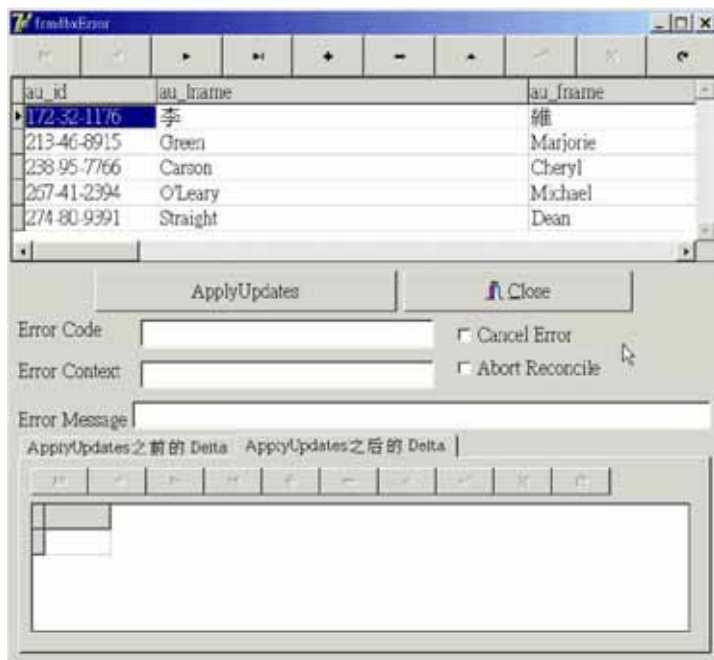 frmdbxError
au_id au_lname au_fname
172-32-1176 李 維
213-46-8915 Green Marjorie
238-95-7766 Carson Cheryl
267-41-2394 O'Leary Michael
274-80-9391 Straight Dean
ApplyUpdates Close
Error Code Cancel Error
Error Context Abort Reconcile
Error Message
ApplyUpdates之前的 Delta ApplyUpdates之后的 Delta